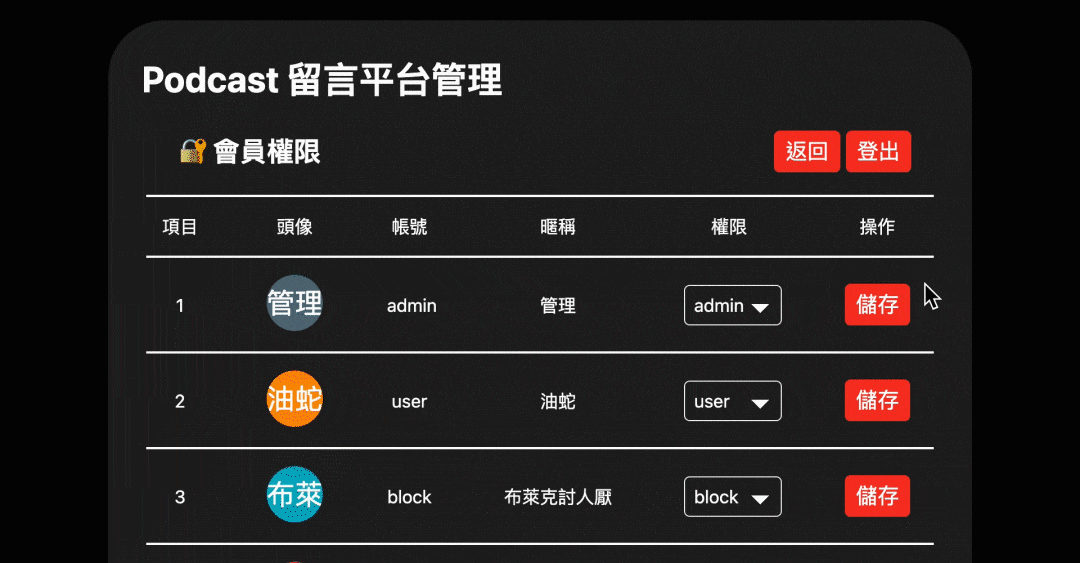 Podcast 留言平台管理
🔐 會員權限 返回 登出
項目 頭像 帳號 暱稱 權限 操作
1 管理 admin 管理 admin 儲存
2 油蛇 user 油蛇 user 儲存
3 布萊 block 布萊克討人厭 block 儲存